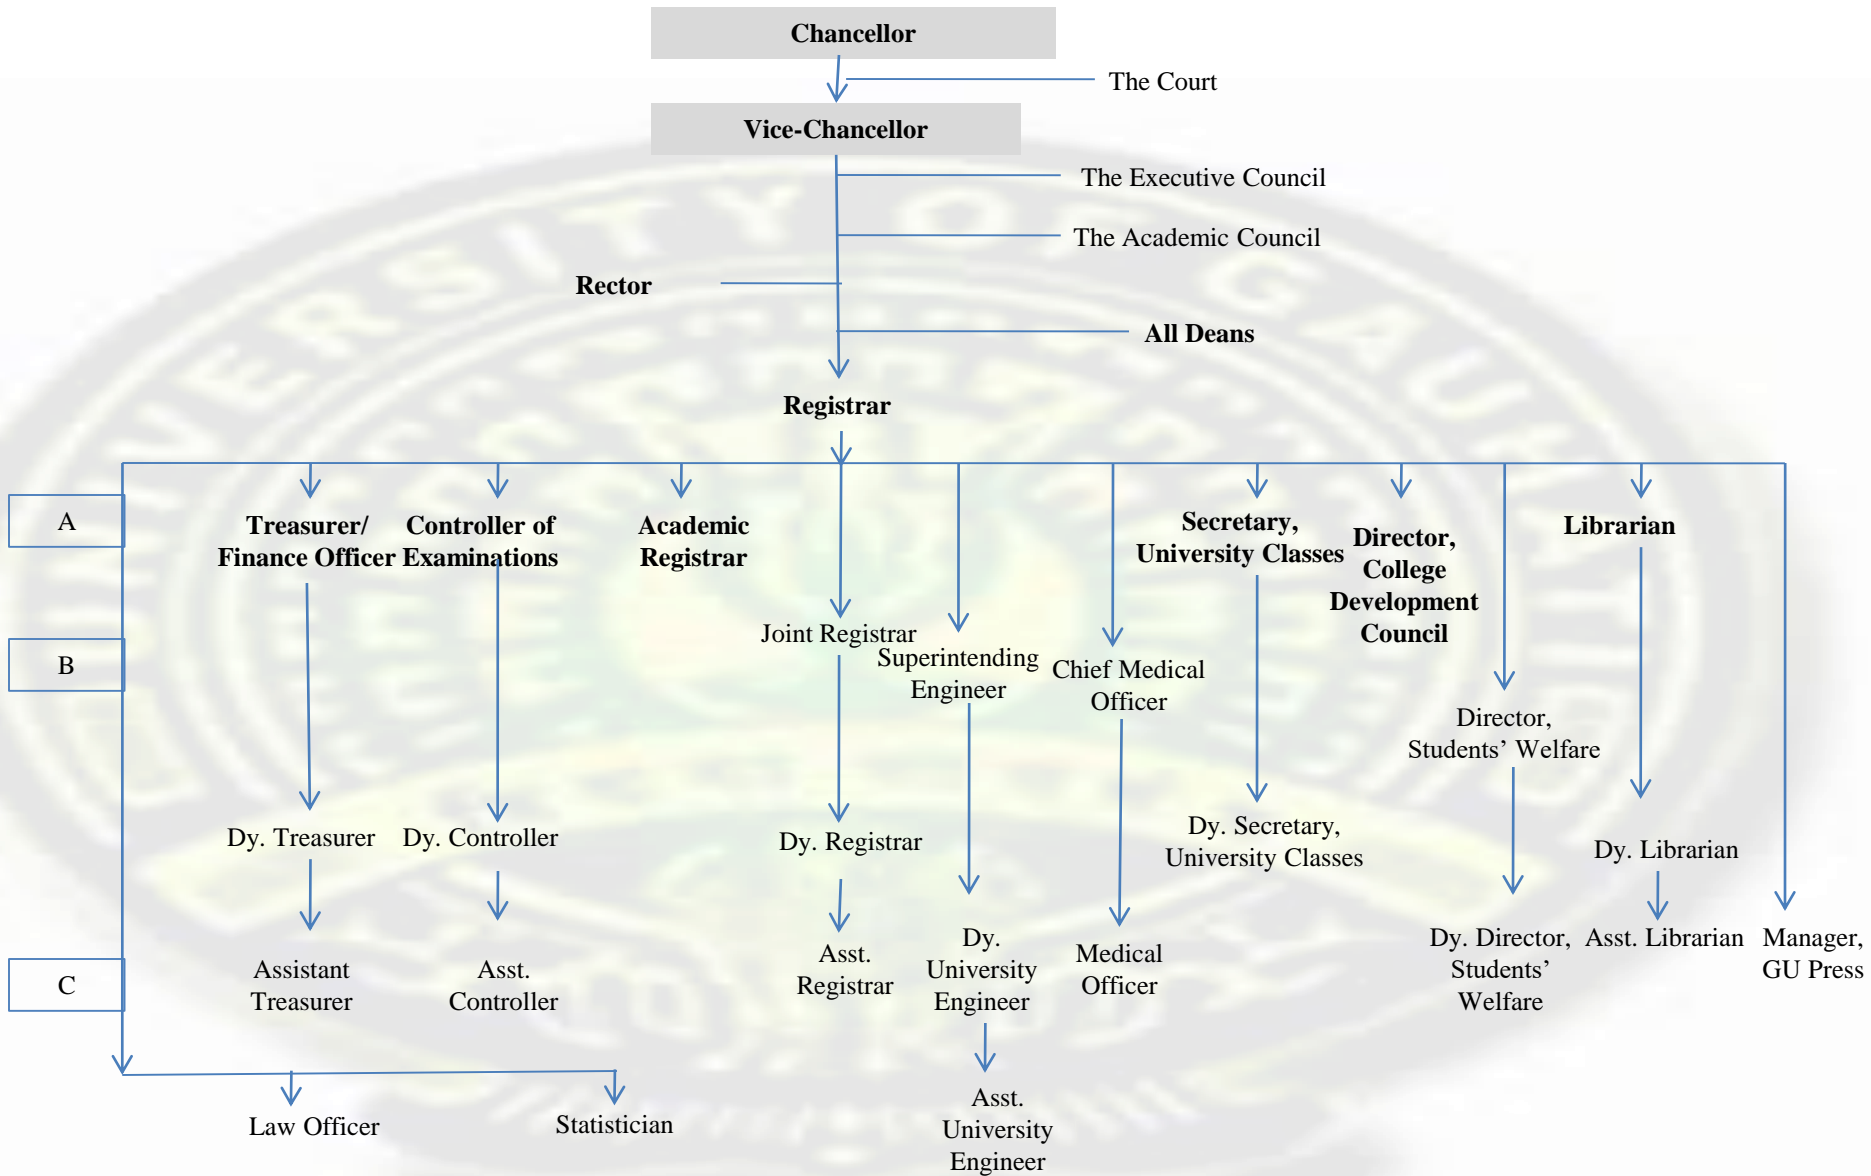 Chancellor
The Court
Vice-Chancellor
The Executive Council
The Academic Council
Rector
All Deans
Registrar
A
Treasurer/
Finance Officer
Controller of
Examinations
Academic
Registrar
Secretary,
University Classes
Director,
College
Development
Council
Librarian
B
Joint Registrar
Superintending
Engineer
Chief Medical
Officer
Director,
Students’ Welfare
Dy. Treasurer
Dy. Controller
Dy. Registrar
Dy. Secretary,
University Classes
Dy. Librarian
C
Assistant
Treasurer
Asst.
Controller
Asst.
Registrar
Dy.
University
Engineer
Medical
Officer
Dy. Director,
Students’
Welfare
Asst. Librarian
Manager,
GU Press
Law Officer
Statistician
Asst.
University
Engineer
UNIVERSITY OF GAUHATI